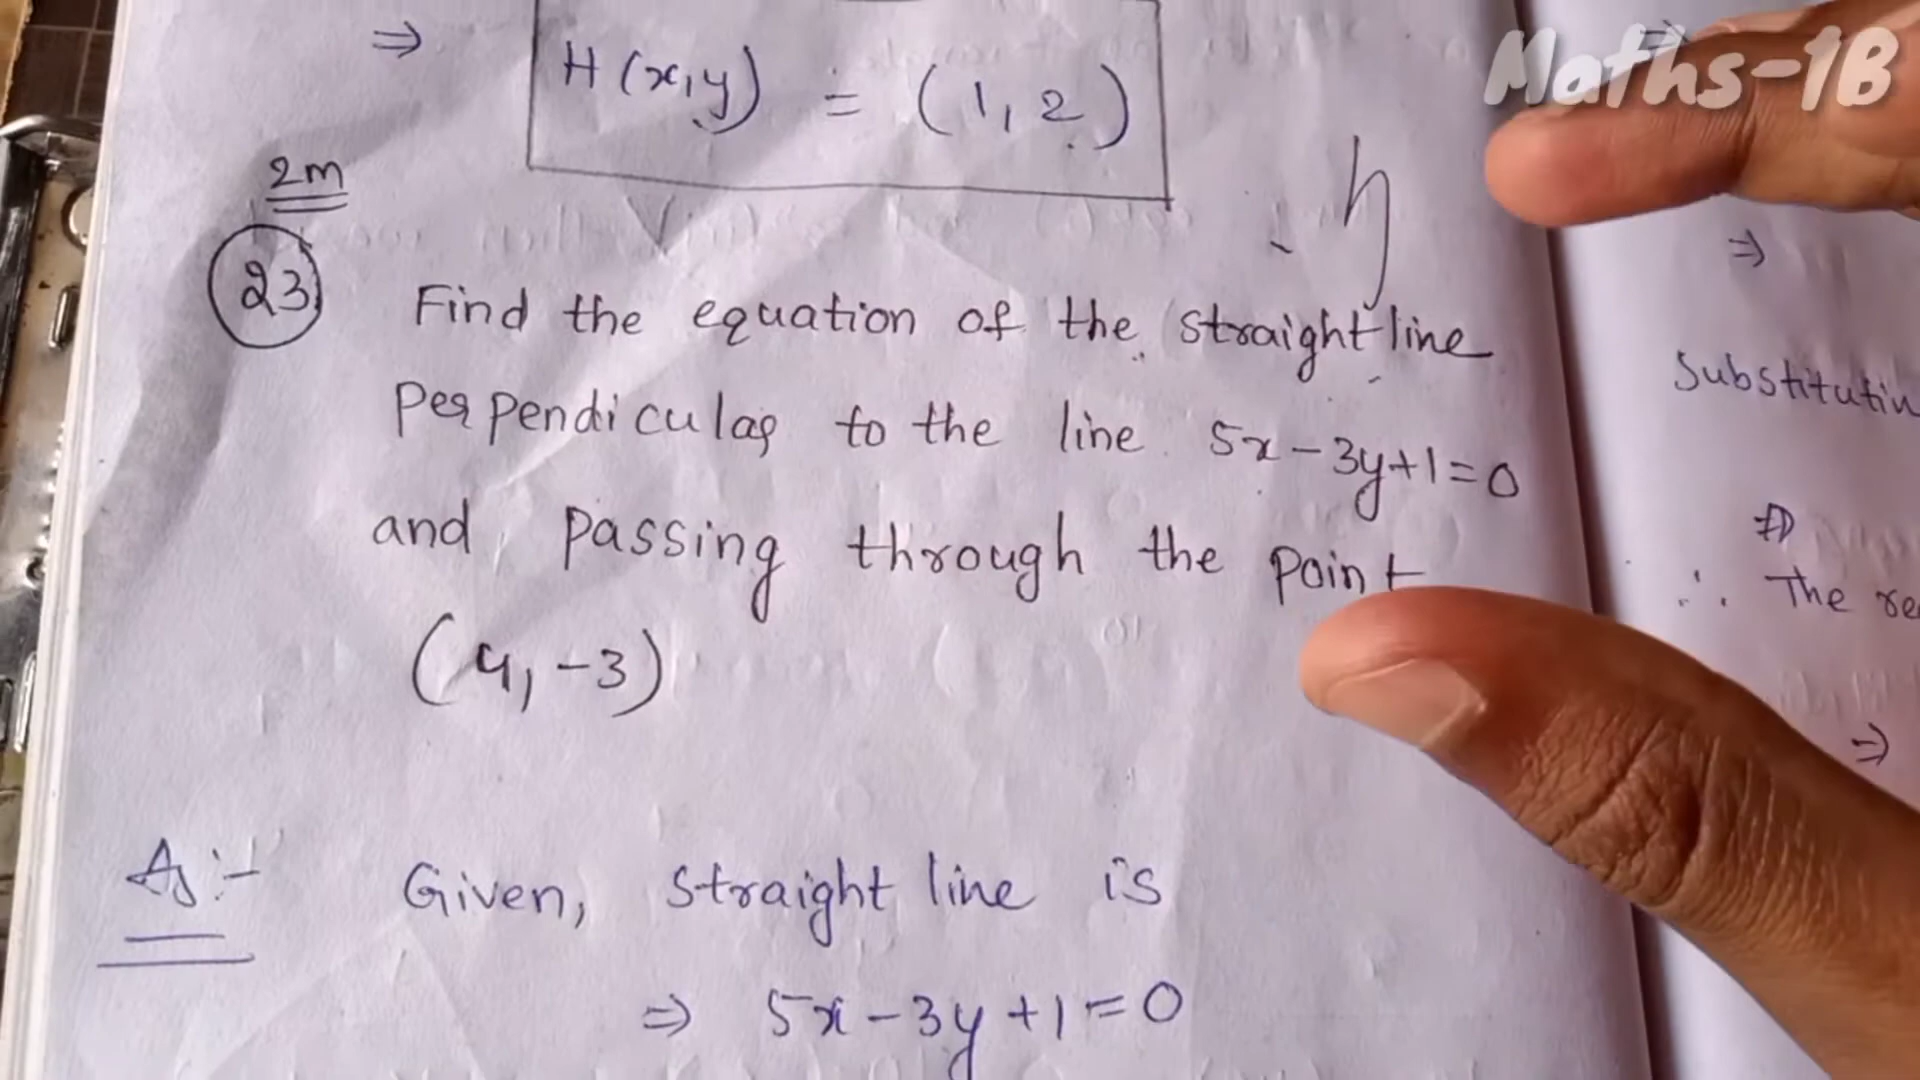 Maths-1B
⇒ H(x,y) = (1, 2)
2m
23 Find the equation of the straight line
perpendicular to the line 5x-3y+1=0
and passing through the point
(4, -3)
A:- Given, straight line is
⇒ 5x-3y+1=0
⇒
⇒
⇒
∴ The
⇒